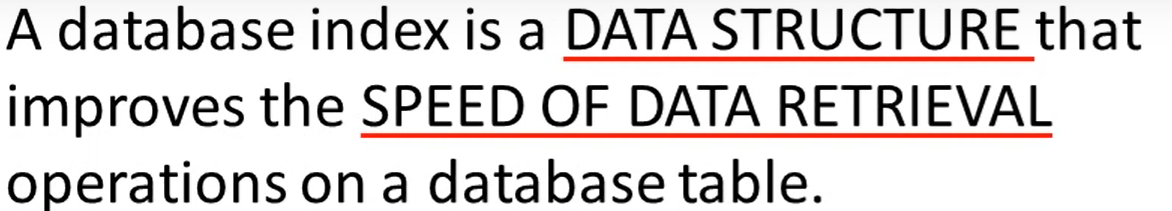 A database index is a DATA STRUCTURE that
improves the SPEED OF DATA RETRIEVAL
operations on a database table.